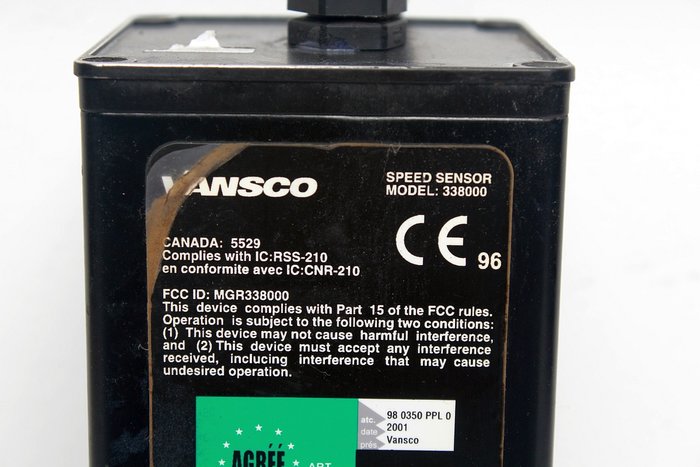 VANSCO
SPEED SENSOR
MODEL: 338000
CE 96
CANADA: 5529
Complies with IC:RSS-210
en conformite avec IC:CNR-210
FCC ID: MGR338000
This device complies with Part 15 of the FCC rules.
Operation is subject to the following two conditions:
(1) This device may not cause harmful interference,
and (2) This device must accept any interference
received, inclucing interference that may cause
undesired operation.
AGRÉÉ
ART
atc. 98 0350 PPL 0
date 2001
prés. Vansco